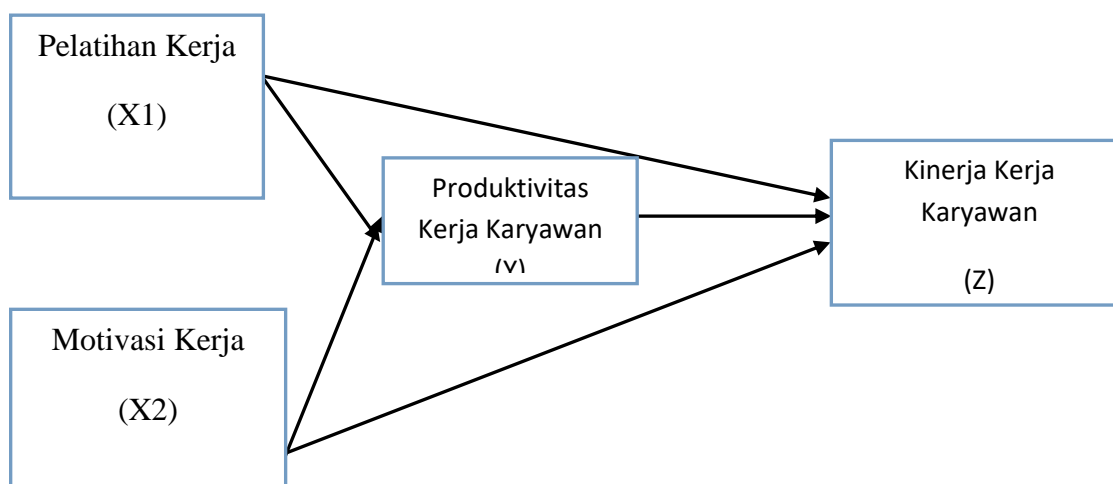 Pelatihan Kerja
(X1)
Produktivitas
Kerja Karyawan
(Y)
Kinerja Kerja
Karyawan
(Z)
Motivasi Kerja
(X2)